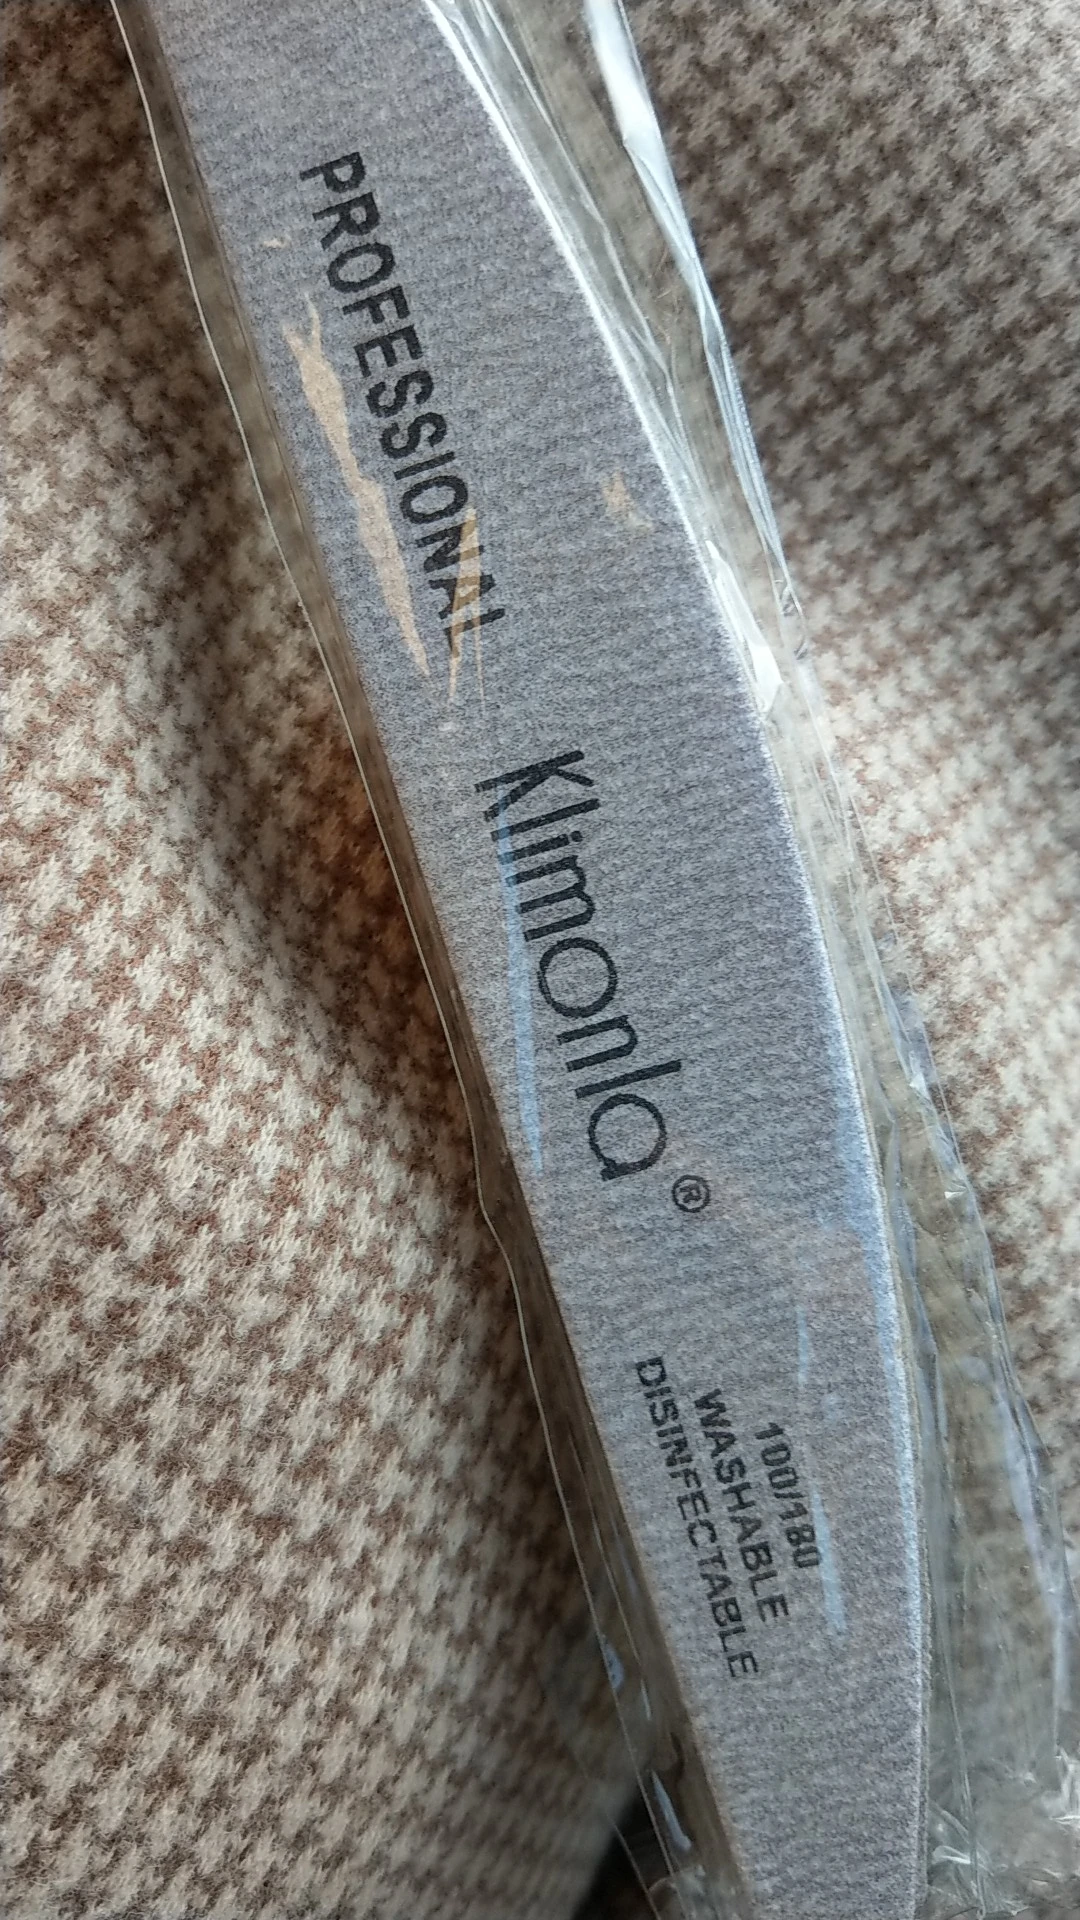 PROFESSIONAL
Klimonla®
100/180
WASHABLE
DISINFECTABLE